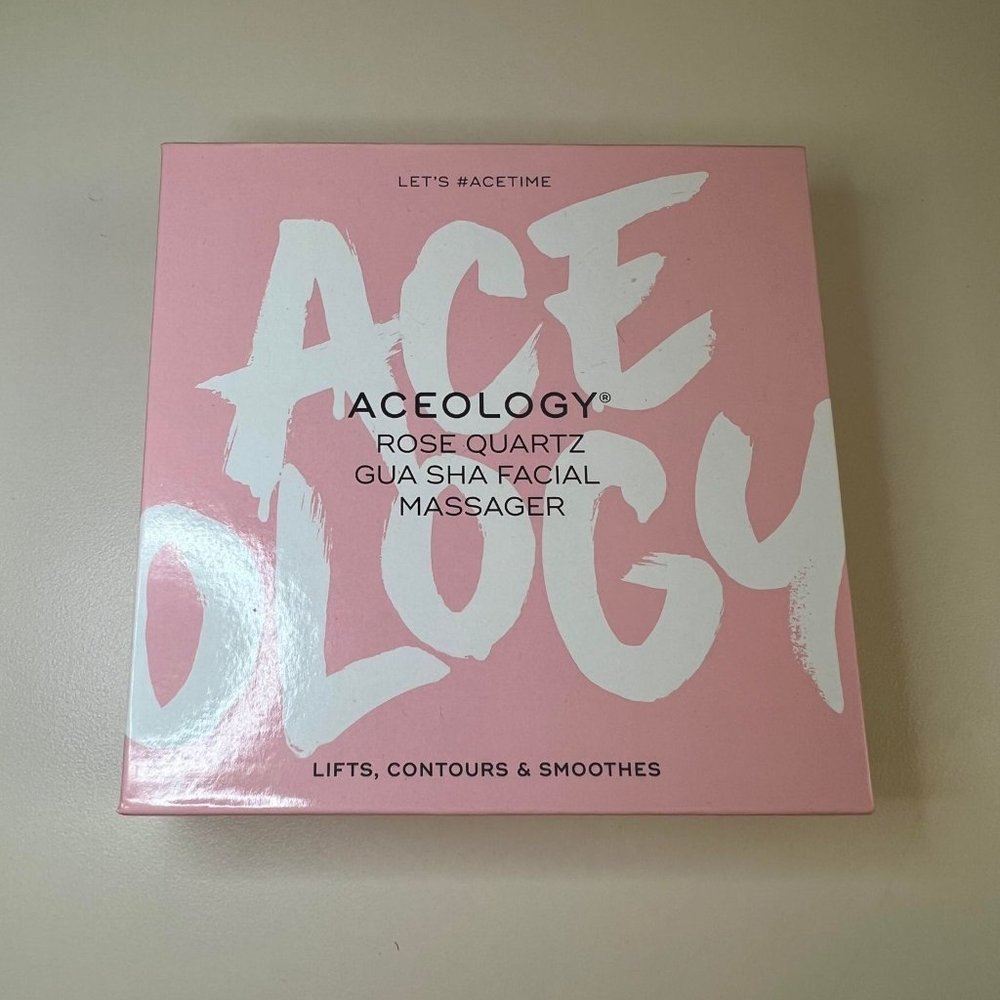 LET'S #ACETIME
ACE
OLOGY
ACEOLOGY®
ROSE QUARTZ
GUA SHA FACIAL
MASSAGER
LIFTS, CONTOURS & SMOOTHES